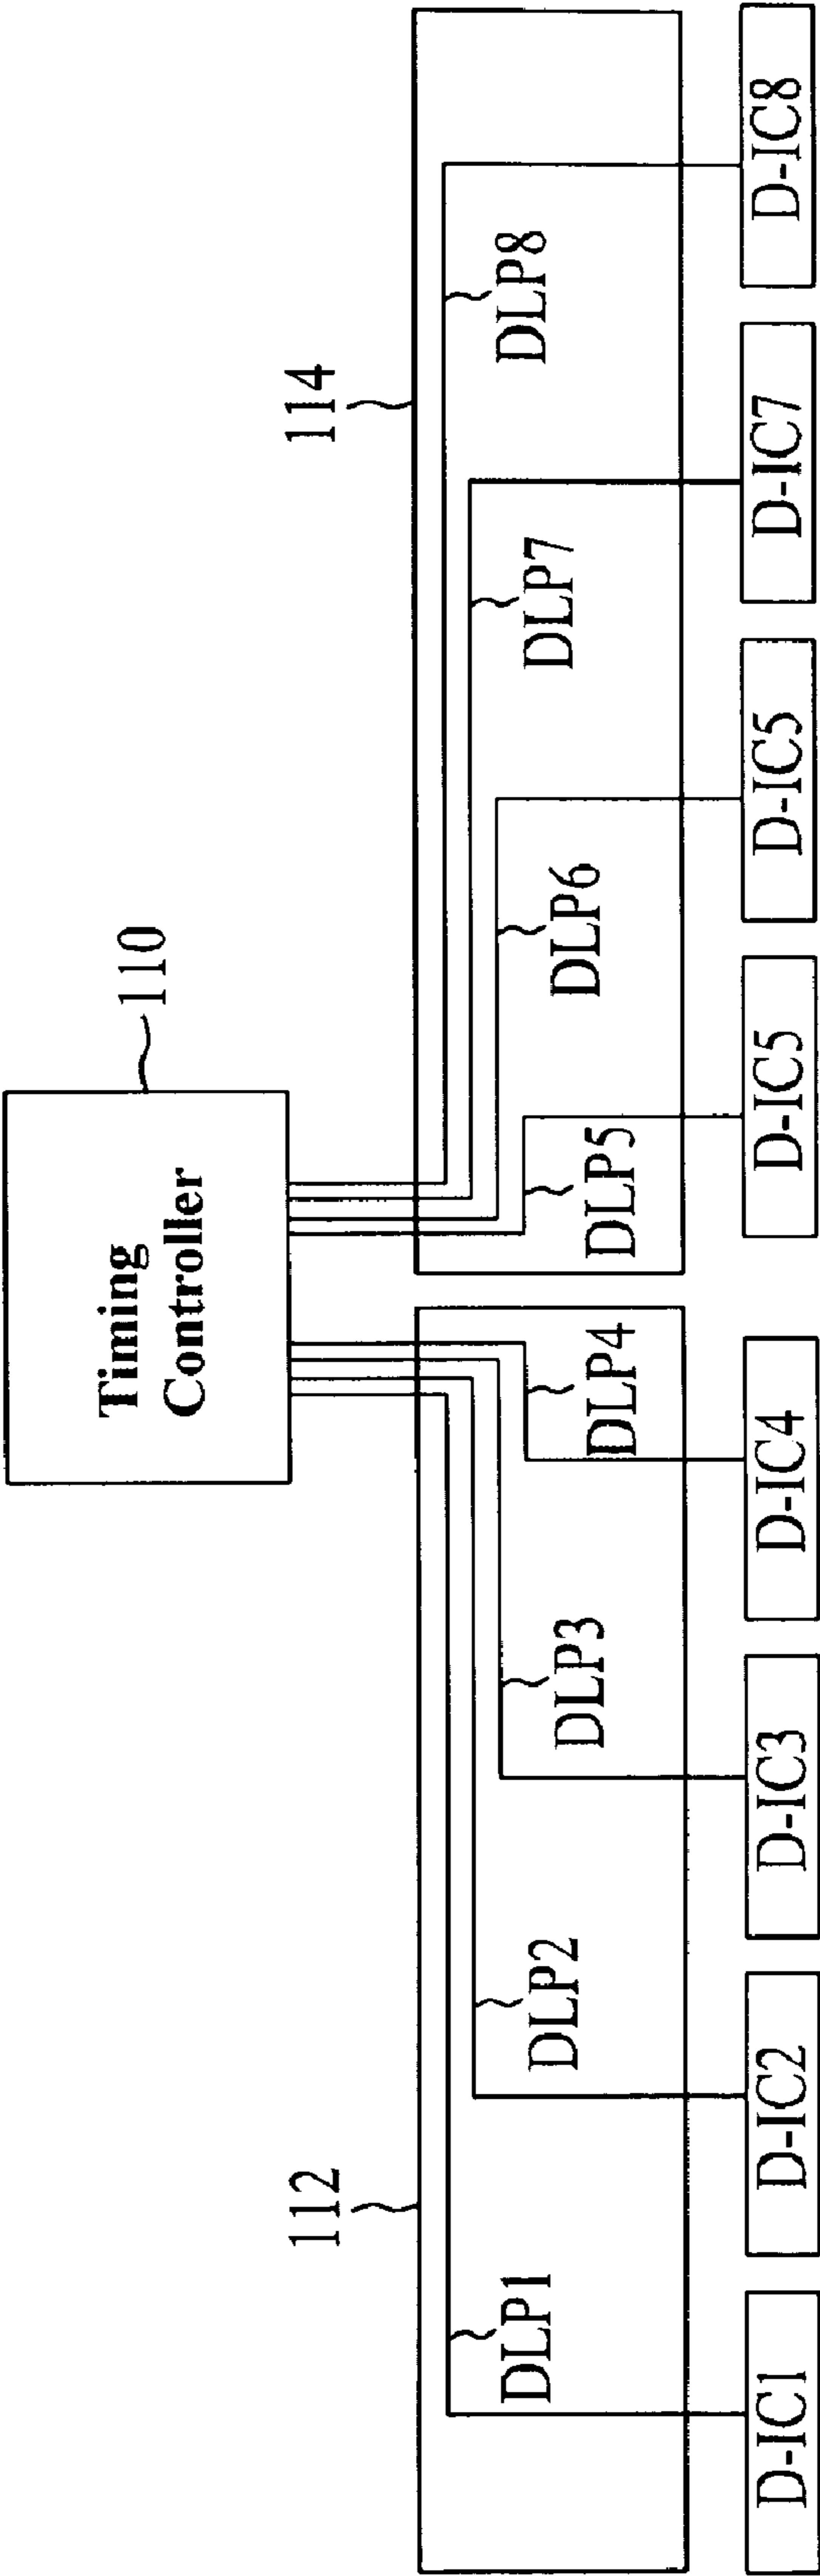 Timing
Controller
110
112
114
DLP1
DLP2
DLP3
DLP4
DLP5
DLP6
DLP7
DLP8
D-IC1
D-IC2
D-IC3
D-IC4
D-IC5
D-IC5
D-IC7
D-IC8